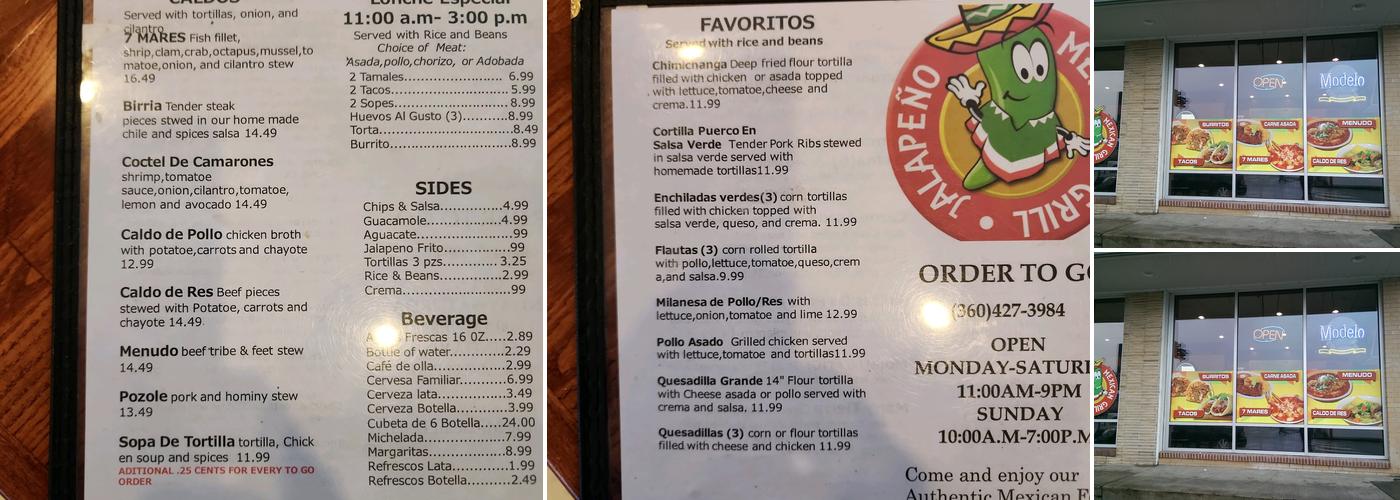 CALDOS
Served with tortillas, onion, and
cilantro
7 MARES Fish fillet,
shrip,clam,crab,octapus,mussel,to
matoe,onion, and cilantro stew
16.49
Birria Tender steak
pieces stwed in our home made
chile and spices salsa 14.49
Coctel De Camarones
shrimp,tomatoe
sauce,onion,cilantro,tomatoe,
lemon and avocado 14.49
Caldo de Pollo chicken broth
with potatoe,carrots and chayote
12.99
Caldo de Res Beef pieces
stewed with Potatoe, carrots and
chayote 14.49
Menudo beef tribe & feet stew
14.49
Pozole pork and hominy stew
13.49
Sopa De Tortilla tortilla, Chick
en soup and spices 11.99
ADITIONAL .25 CENTS FOR EVERY TO GO
ORDER
Lonche Especial
11:00 a.m- 3:00 p.m
Served with Rice and Beans
Choice of Meat:
Asada,pollo,chorizo, or Adobada
2 Tamales..................... 6.99
2 Tacos........................ 5.99
2 Sopes........................8.99
Huevos Al Gusto (3)..........8.99
Torta...........................8.49
Burrito.........................8.99
SIDES
Chips & Salsa................4.99
Guacamole....................4.99
Aguacate.......................99
Jalapeno Frito..................99
Tortillas 3 pzs............... 3.25
Rice & Beans..................2.99
Crema...........................99
Beverage
Frescas 16 0Z.....2.89
Bottle of water..............2.29
Cafe de olla..................2.99
Cervesa Familiar............6.99
Cerveza lata..................3.49
Cerveza Botella..............3.99
Cubeta de 6 Botella.....24.00
Michelada.....................7.99
Margaritas....................8.99
Refrescos Lata...............1.99
Refrescos Botella...........2.49
FAVORITOS
Served with rice and beans
Chimichanga Deep fried flour tortilla
filled with chicken or asada topped
with lettuce,tomatoe,cheese and
crema.11.99
Cortilla Puerco En
Salsa Verde Tender Pork Ribs stewed
in salsa verde served with
homemade tortillas11.99
Enchiladas verdes(3) corn tortillas
filled with chicken topped with
salsa verde, queso, and crema. 11.99
Flautas (3) corn rolled tortilla
with pollo,lettuce,tomatoe,queso,crem
a,and salsa.9.99
Milanesa de Pollo/Res with
lettuce,onion,tomatoe and lime 12.99
Pollo Asado Grilled chicken served
with lettuce,tomatoe and tortillas11.99
Quesadilla Grande 14" Flour tortilla
with Cheese asada or pollo served with
crema and salsa. 11.99
Quesadillas (3) corn or flour tortillas
filled with cheese and chicken 11.99
JALAPEÑO
ME
GRILL
ORDER TO GO
(360)427-3984
OPEN
MONDAY-SATUR
11:00AM-9PM
SUNDAY
10:00A.M-7:00P.M
Come and enjoy our
Authentic Mexican F
OPEN
Modelo
MEXICAN
GRILL
BURRITOS
CARNE ASADA
MENUDO
TACOS
7 MARES
CALDO DE RES
OPEN
Modelo
MEXICAN
GRILL
BURRITOS
CARNE ASADA
MENUDO
TACOS
7 MARES
CALDO DE RES